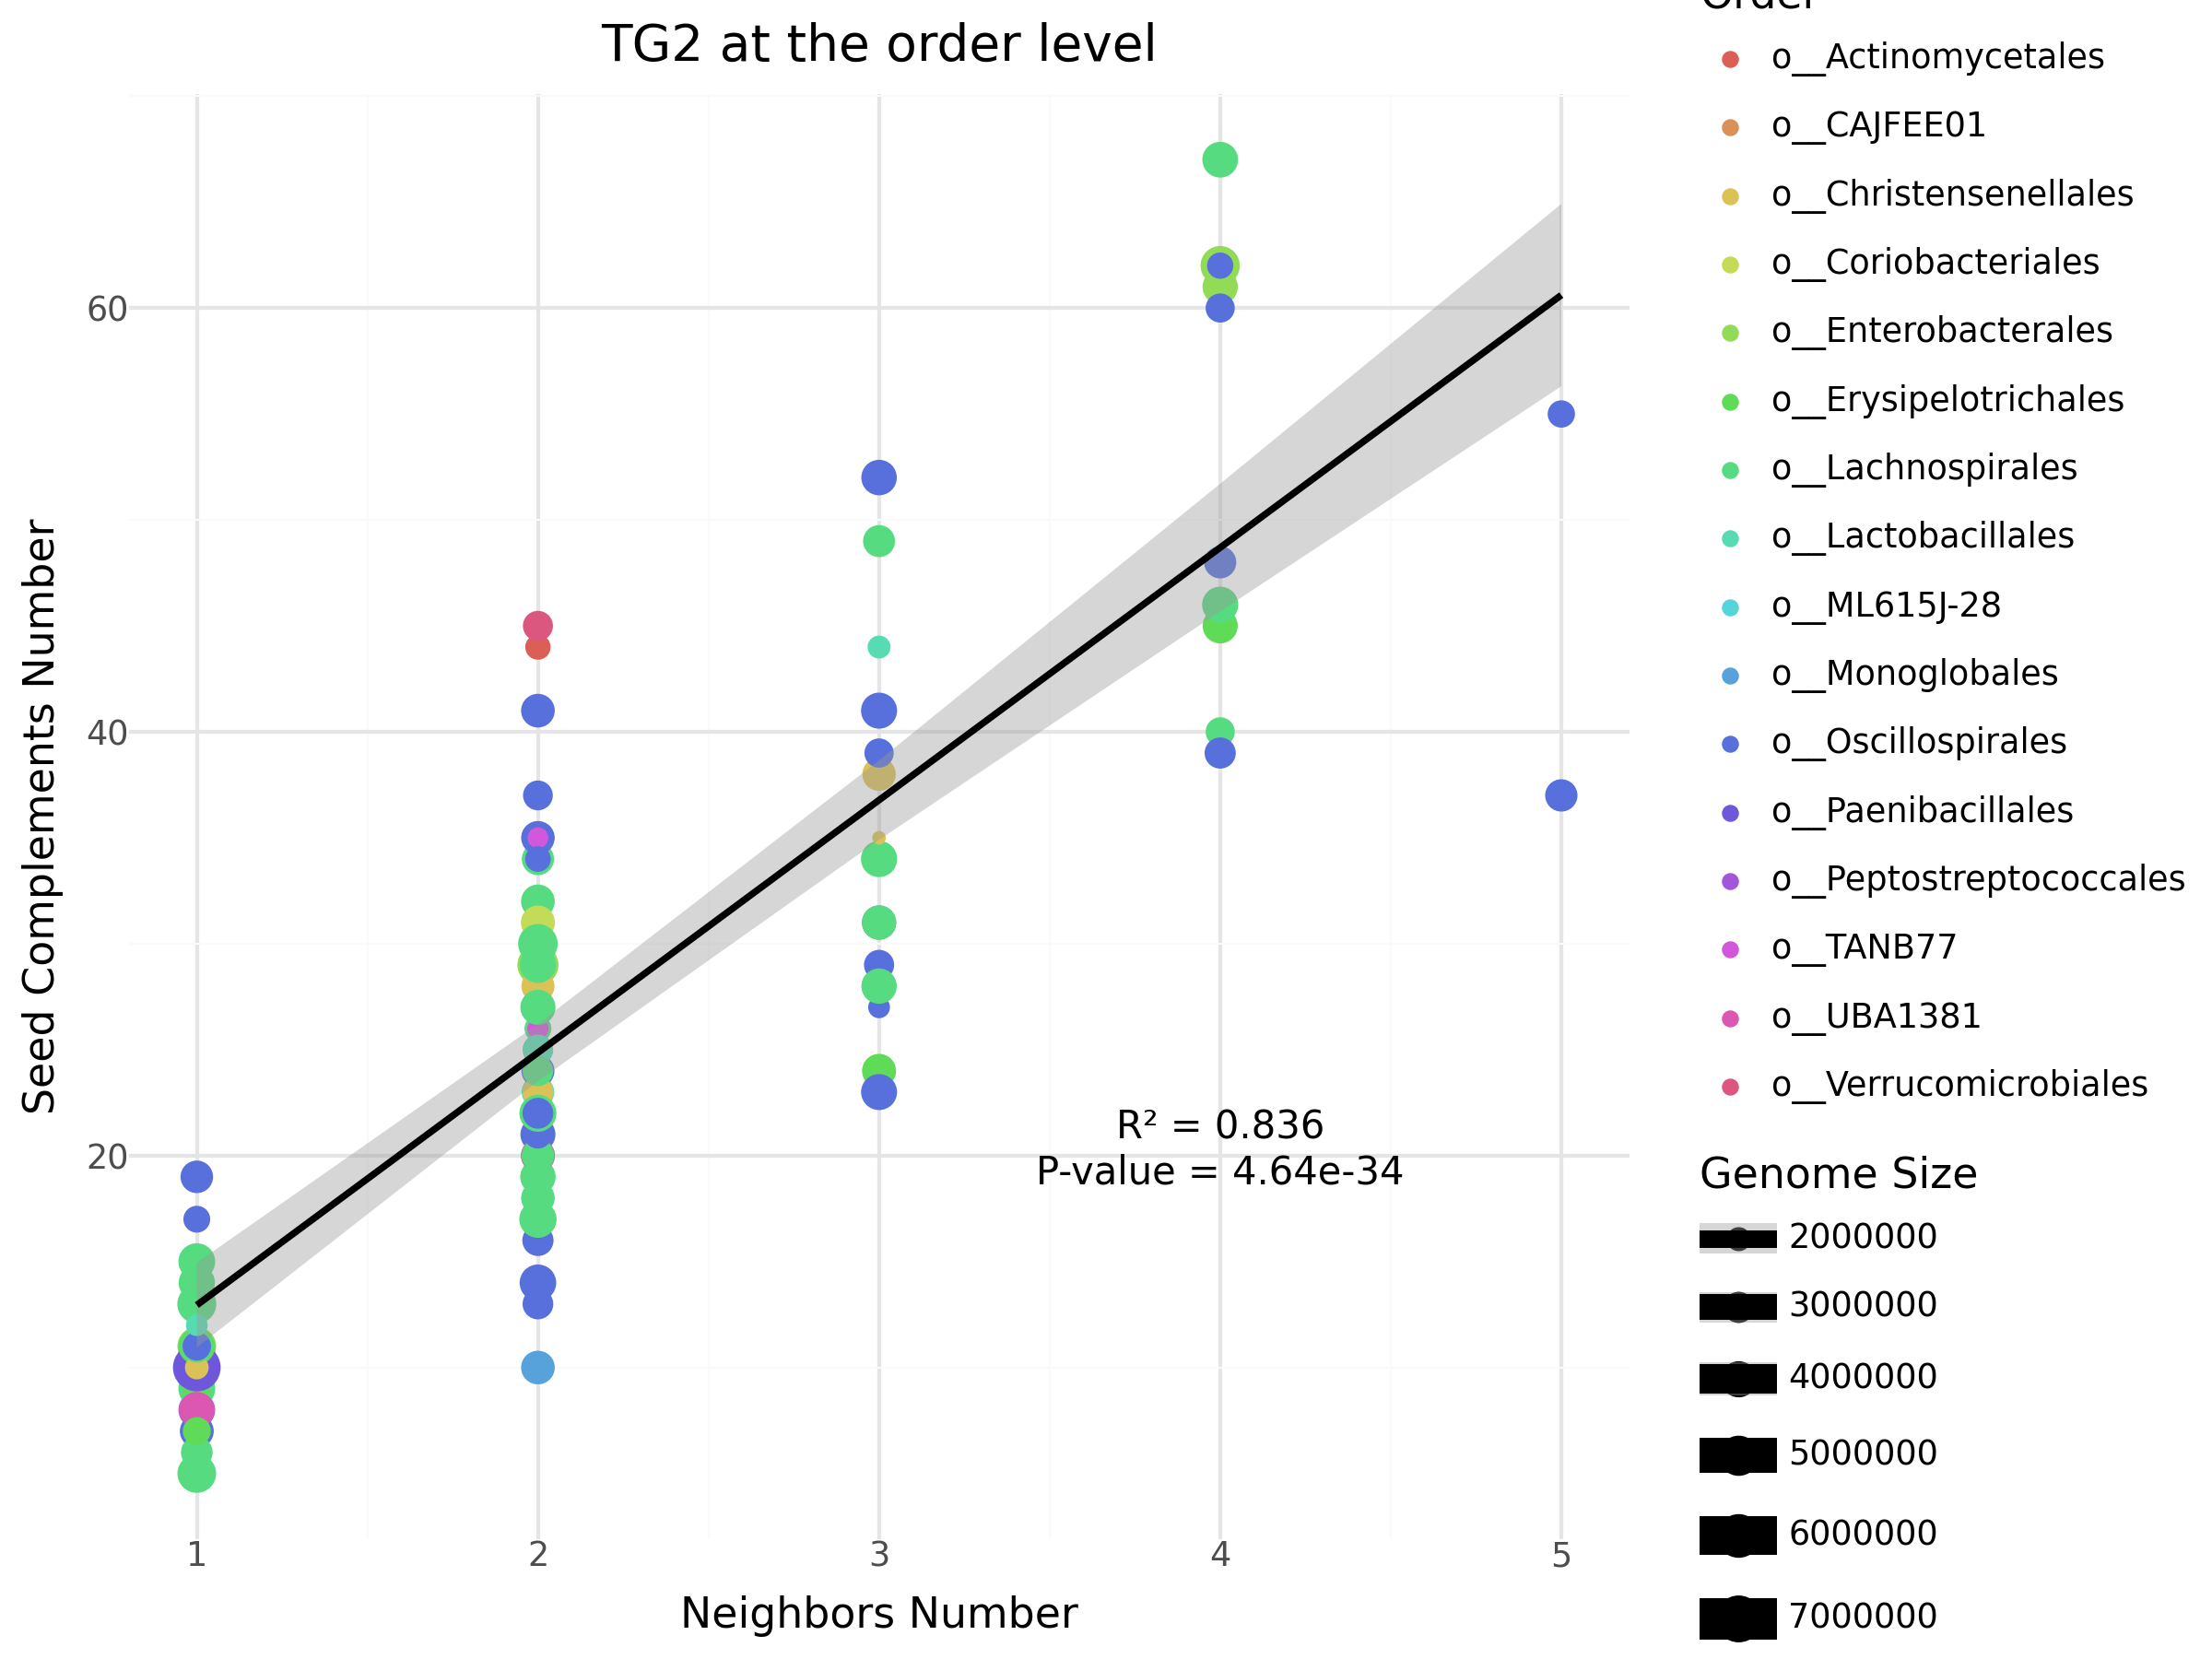 TG2 at the order level
Order
o__Actinomycetales
o__CAJFEE01
o__Christensenellales
o__Coriobacteriales
o__Enterobacterales
o__Erysipelotrichales
o__Lachnospirales
o__Lactobacillales
o__ML615J-28
o__Monoglobales
o__Oscillospirales
o__Paenibacillales
o__Peptostreptococcales
o__TANB77
o__UBA1381
o__Verrucomicrobiales
Genome Size
2000000
3000000
4000000
5000000
6000000
7000000
Seed Complements Number
60
40
20
R² = 0.836
P-value = 4.64e-34
1 2 3 4 5
Neighbors Number